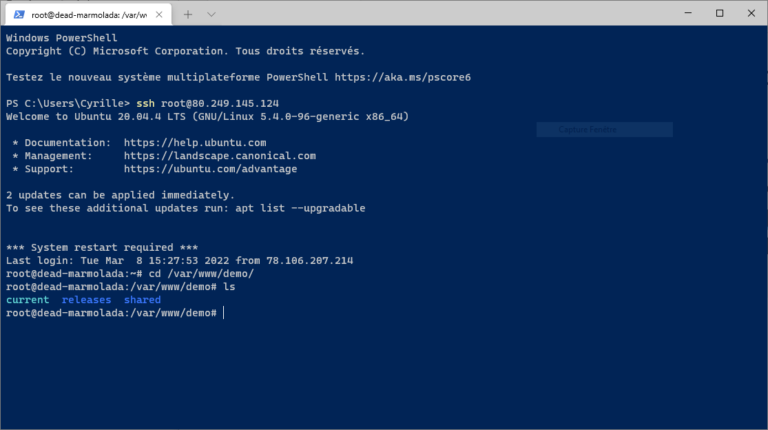 root@dead-marmolada: /var/w
Windows PowerShell
Copyright (C) Microsoft Corporation. Tous droits réservés.
Testez le nouveau système multiplateforme PowerShell https://aka.ms/pscore6
PS C:\Users\Cyrille> ssh root@80.249.145.124
Welcome to Ubuntu 20.04.4 LTS (GNU/Linux 5.4.0-96-generic x86_64)
* Documentation:  https://help.ubuntu.com
* Management:     https://landscape.canonical.com
* Support:        https://ubuntu.com/advantage
2 updates can be applied immediately.
To see these additional updates run: apt list --upgradable
*** System restart required ***
Last login: Tue Mar  8 15:27:53 2022 from 78.106.207.214
root@dead-marmolada:~# cd /var/www/demo/
root@dead-marmolada:/var/www/demo# ls
current  releases  shared
root@dead-marmolada:/var/www/demo#